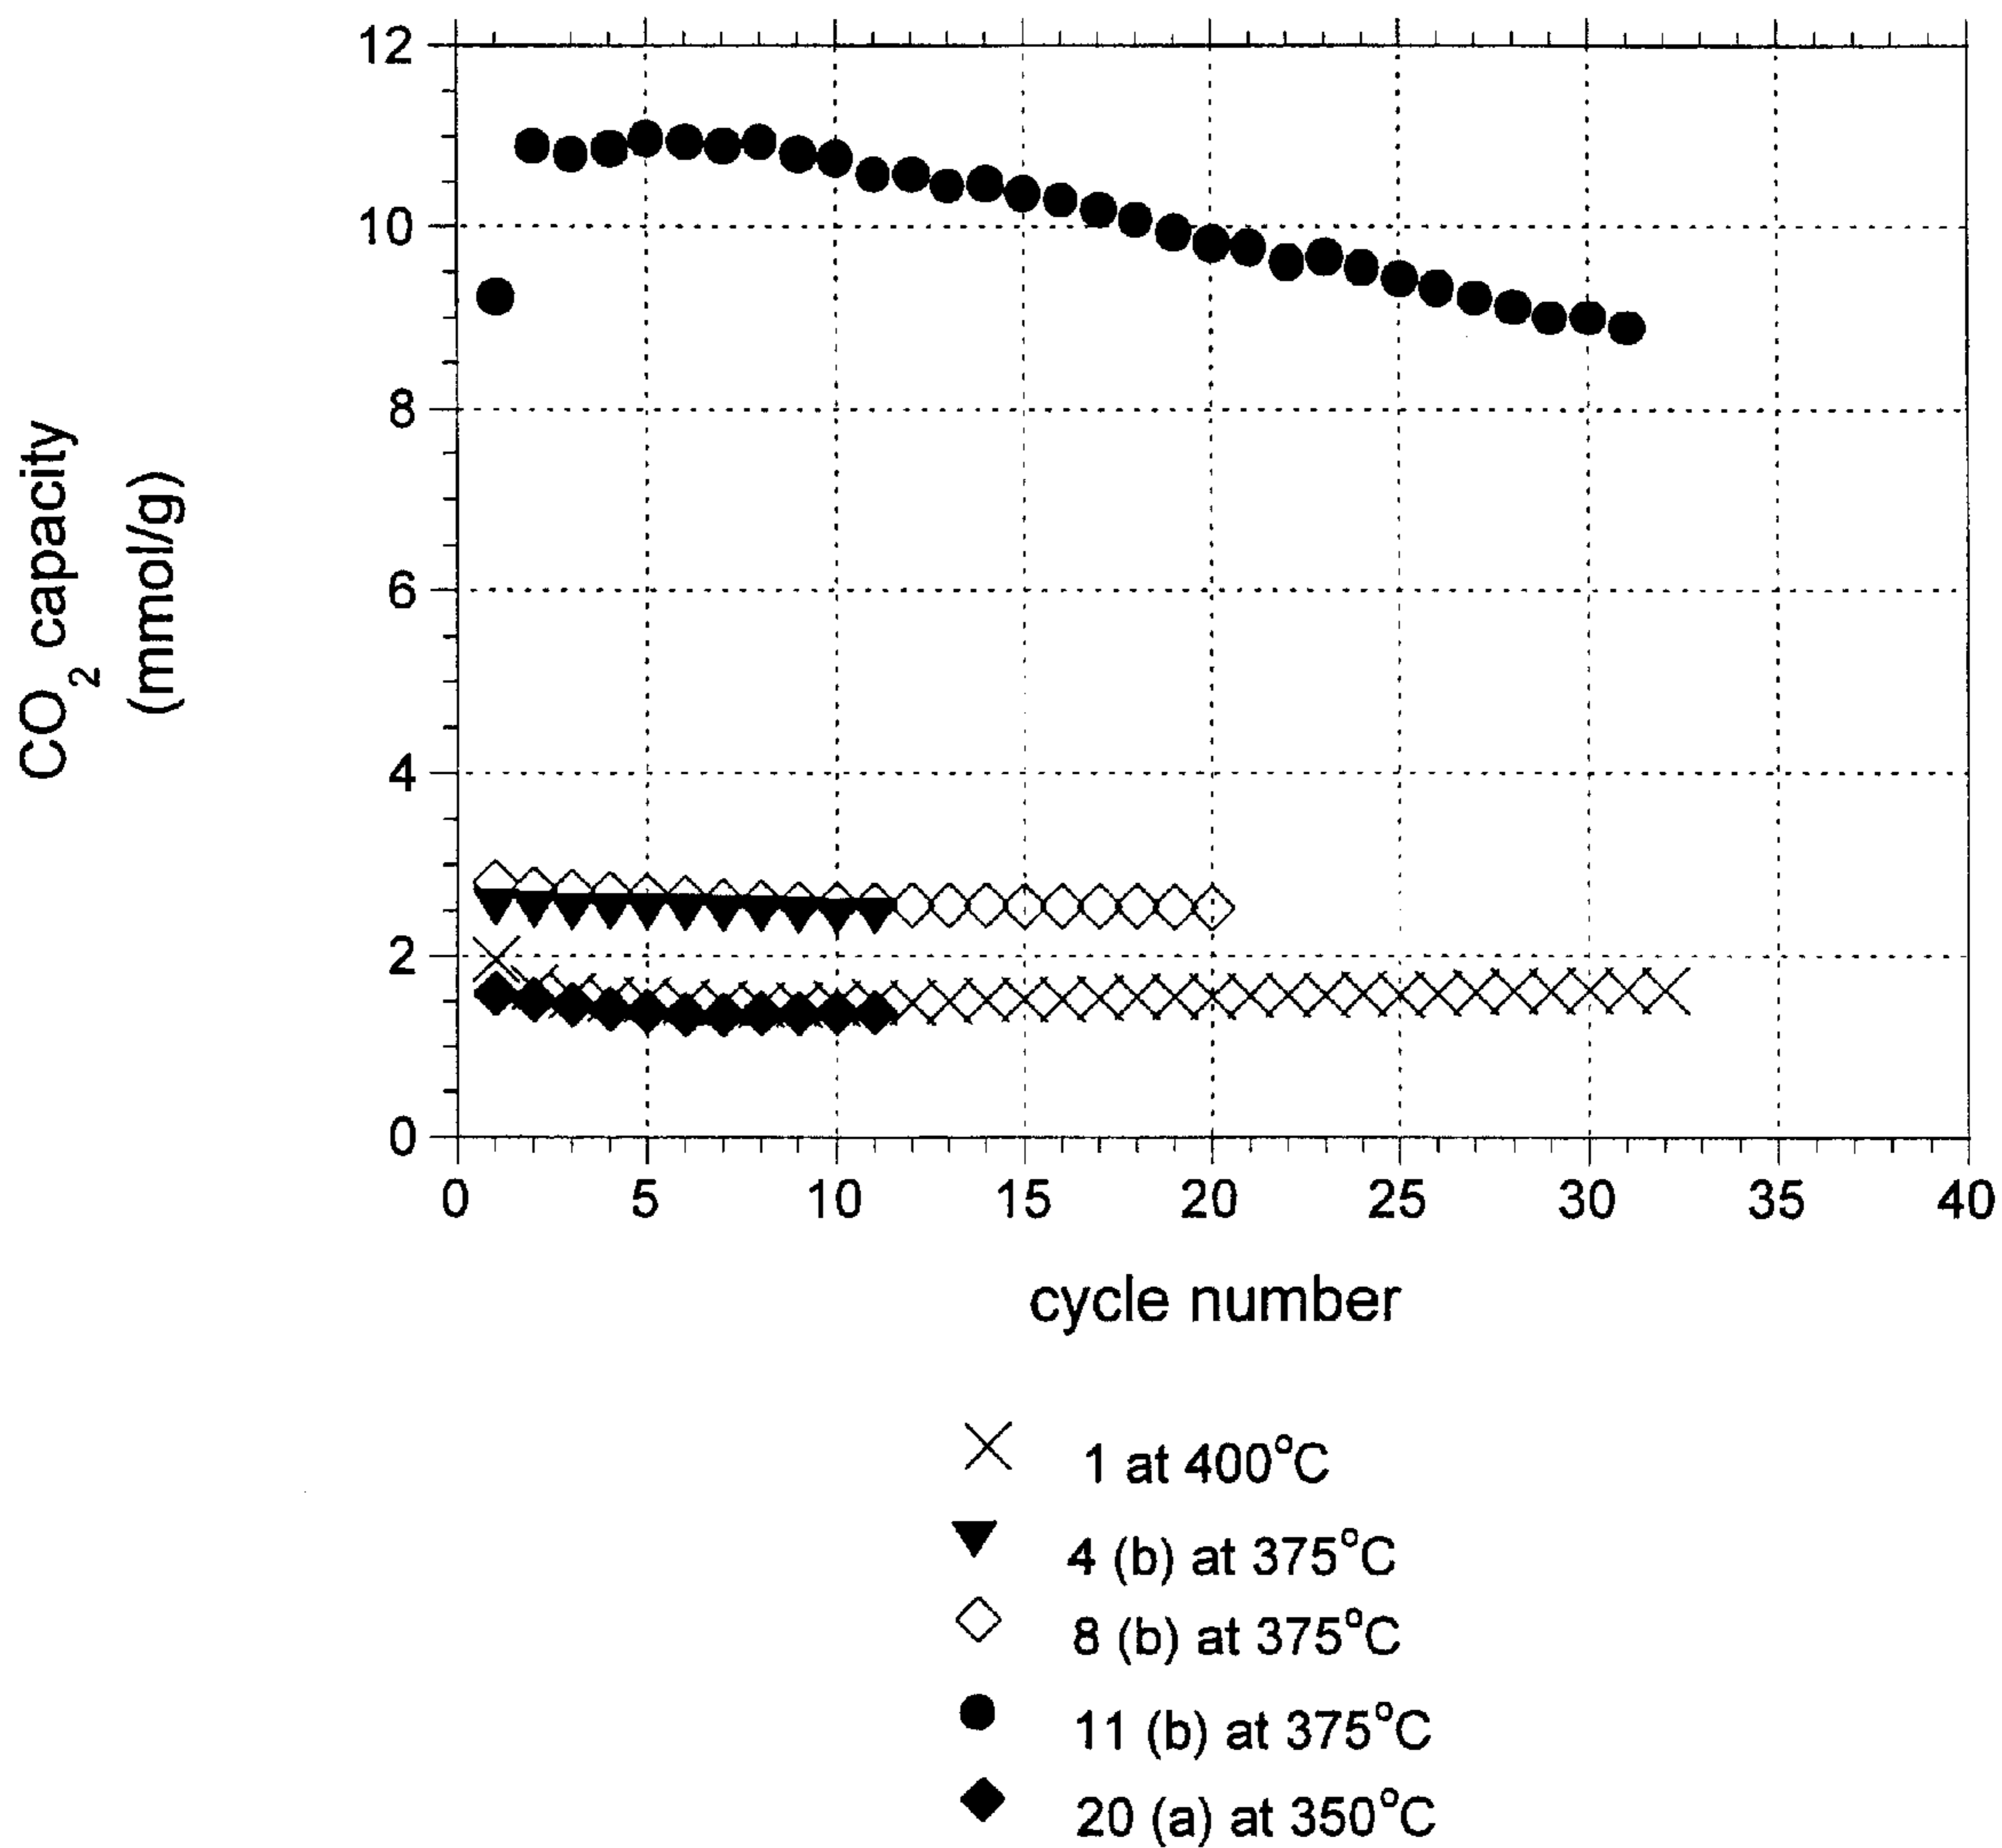 12
10
8
6
4
2
0
CO2 capacity
(mmol/g)
0 5 10 15 20 25 30 35 40
cycle number
1 at 400°C
4 (b) at 375°C
8 (b) at 375°C
11 (b) at 375°C
20 (a) at 350°C